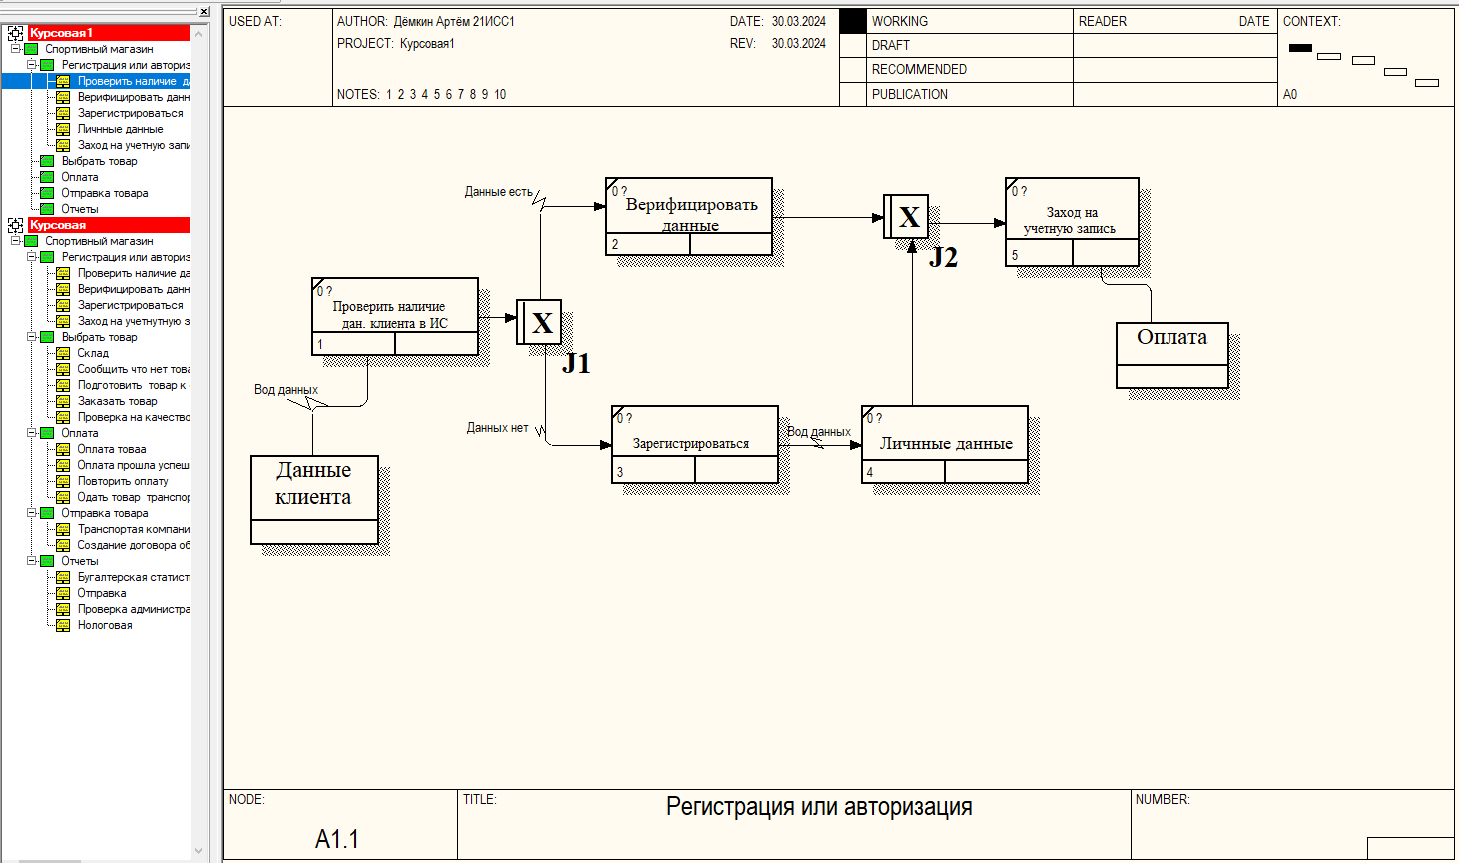 Курсовая1
Спортивный магазин
Регистрация или авториз
Проверить наличие д
Верифицировать данн
Зарегистрироваться
Личнные данные
Заход на учетную запи
Выбрать товар
Оплата
Отправка товара
Отчеты
Курсовая
Спортивный магазин
Регистрация или авториз
Проверить наличие да
Верифицировать данн
Зарегистрироваться
Заход на учетнутную з
Выбрать товар
Склад
Сообщить что нет това
Подготовить товар к
Заказать товар
Проверка на качество
Оплата
Оплата товаа
Оплата прошла успеш
Повторить оплату
Одать товар транспор
Отправка товара
Транспортая компани
Создание договора об
Отчеты
Бугалтерская статист
Отправка
Проверка администра
Нологовая
USED AT:
AUTHOR: Дёмкин Артём 21ИСС1
DATE: 30.03.2024
PROJECT: Курсовая1
REV: 30.03.2024
NOTES: 1 2 3 4 5 6 7 8 9 10
WORKING
DRAFT
RECOMMENDED
PUBLICATION
READER DATE
CONTEXT:
A0
Данные есть
0 ?
Верифицировать
данные
2
X
J2
0 ?
Заход на
учетную запись
5
0 ?
Проверить наличие
дан. клиента в ИС
1
X
J1
Оплата
Вод данных
Данных нет
0 ?
Зарегистрироваться
3
Вод данных
0 ?
Личнные данные
4
Данные
клиента
NODE:
A1.1
TITLE:
Регистрация или авторизация
NUMBER: